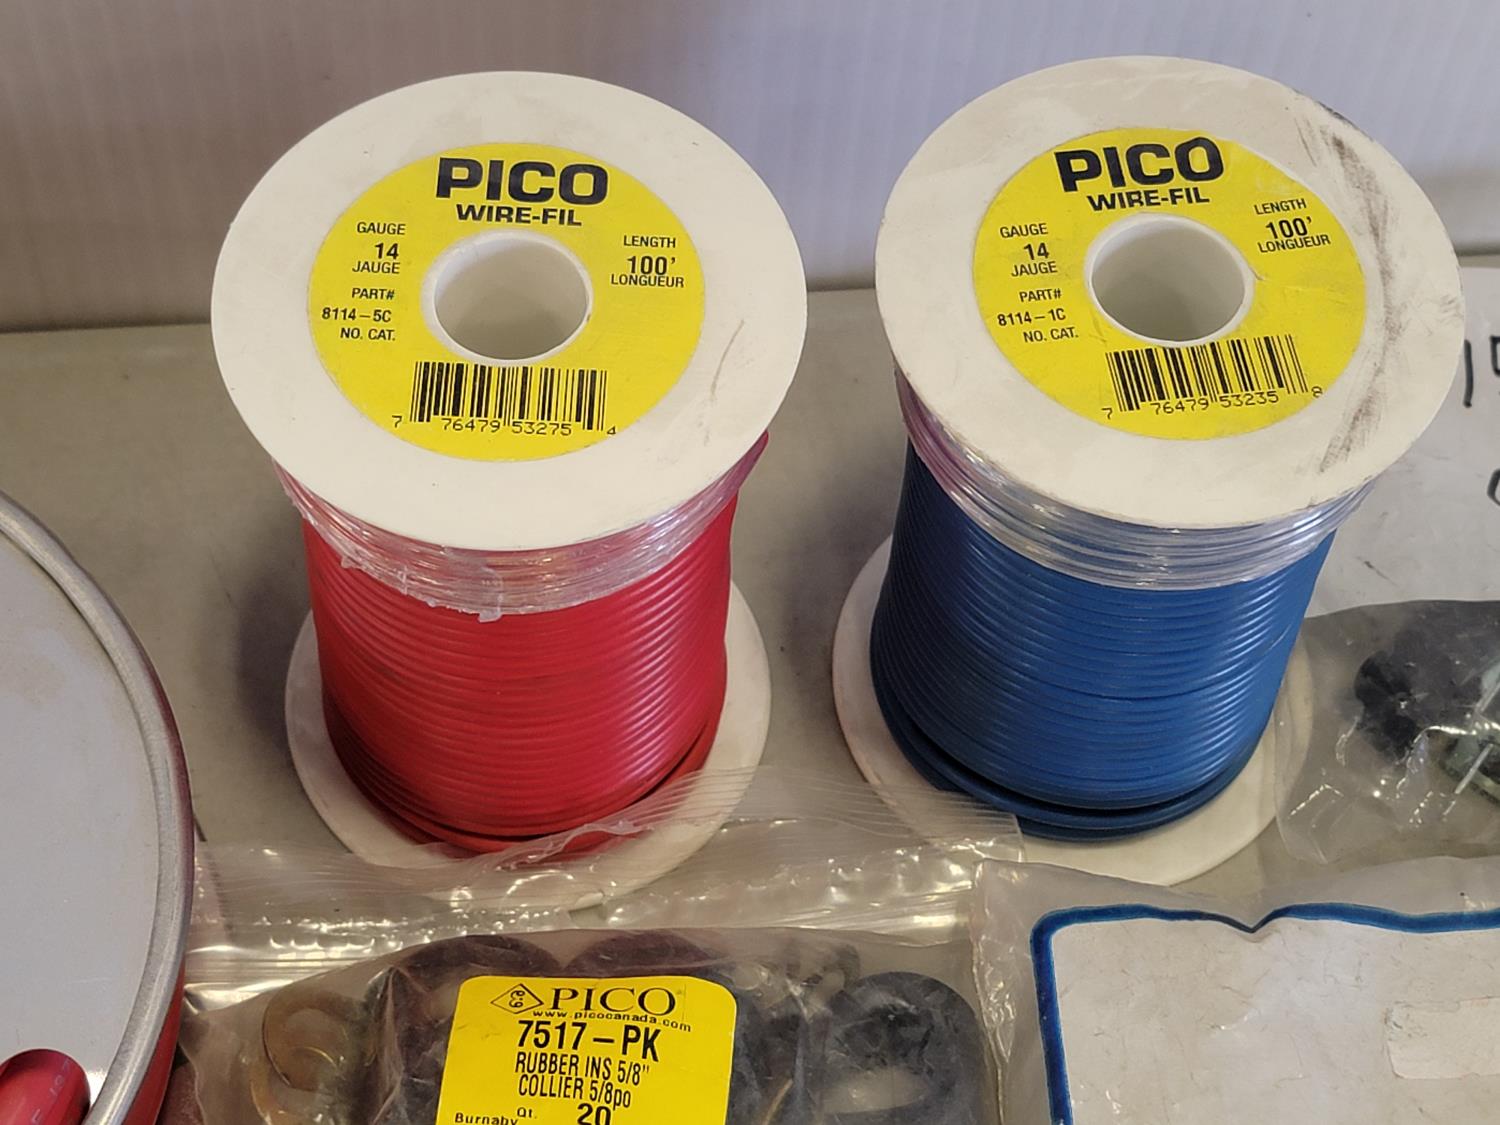 PICO
WIRE-FIL
GAUGE
14
JAUGE
LENGTH
100'
LONGUEUR
PART#
8114-5C
NO. CAT.
7 76479 53275 4
PICO
WIRE-FIL
GAUGE
14
JAUGE
LENGTH
100'
LONGUEUR
PART#
8114-1C
NO. CAT.
7 76479 53235 8
PICO
www.picocanada.com
7517-PK
RUBBER INS 5/8"
COLLIER 5/8po
Burnaby Qt. 20